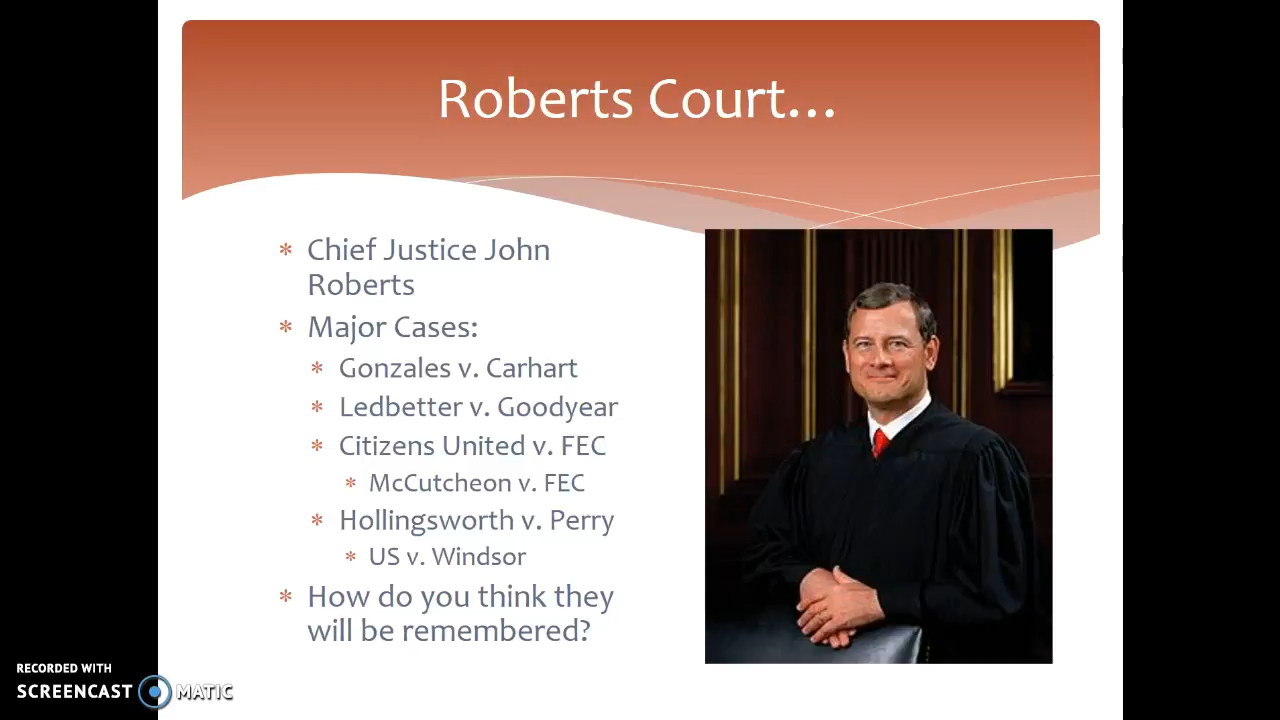 Roberts Court...
* Chief Justice John
Roberts
* Major Cases:
* Gonzales v. Carhart
* Ledbetter v. Goodyear
* Citizens United v. FEC
* McCutcheon v. FEC
* Hollingsworth v. Perry
* US v. Windsor
* How do you think they
will be remembered?
RECORDED WITH
SCREENCAST MATIC